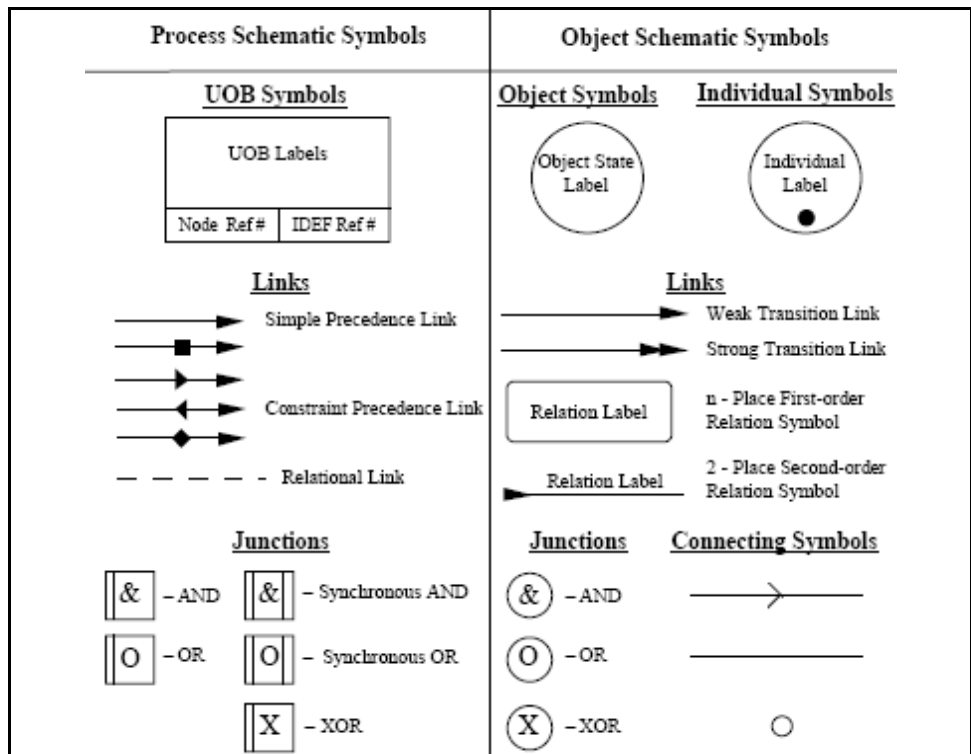 Process Schematic Symbols
UOB Symbols
UOB Labels
Node Ref # IDEF Ref #
Links
Simple Precedence Link
Constraint Precedence Link
Relational Link
Junctions
& – AND & – Synchronous AND
O – OR O – Synchronous OR
X – XOR
Object Schematic Symbols
Object Symbols Individual Symbols
Object State
Label
Individual
Label
Links
Weak Transition Link
Strong Transition Link
Relation Label
n - Place First-order
Relation Symbol
Relation Label
2 - Place Second-order
Relation Symbol
Junctions Connecting Symbols
& – AND
O – OR
X – XOR